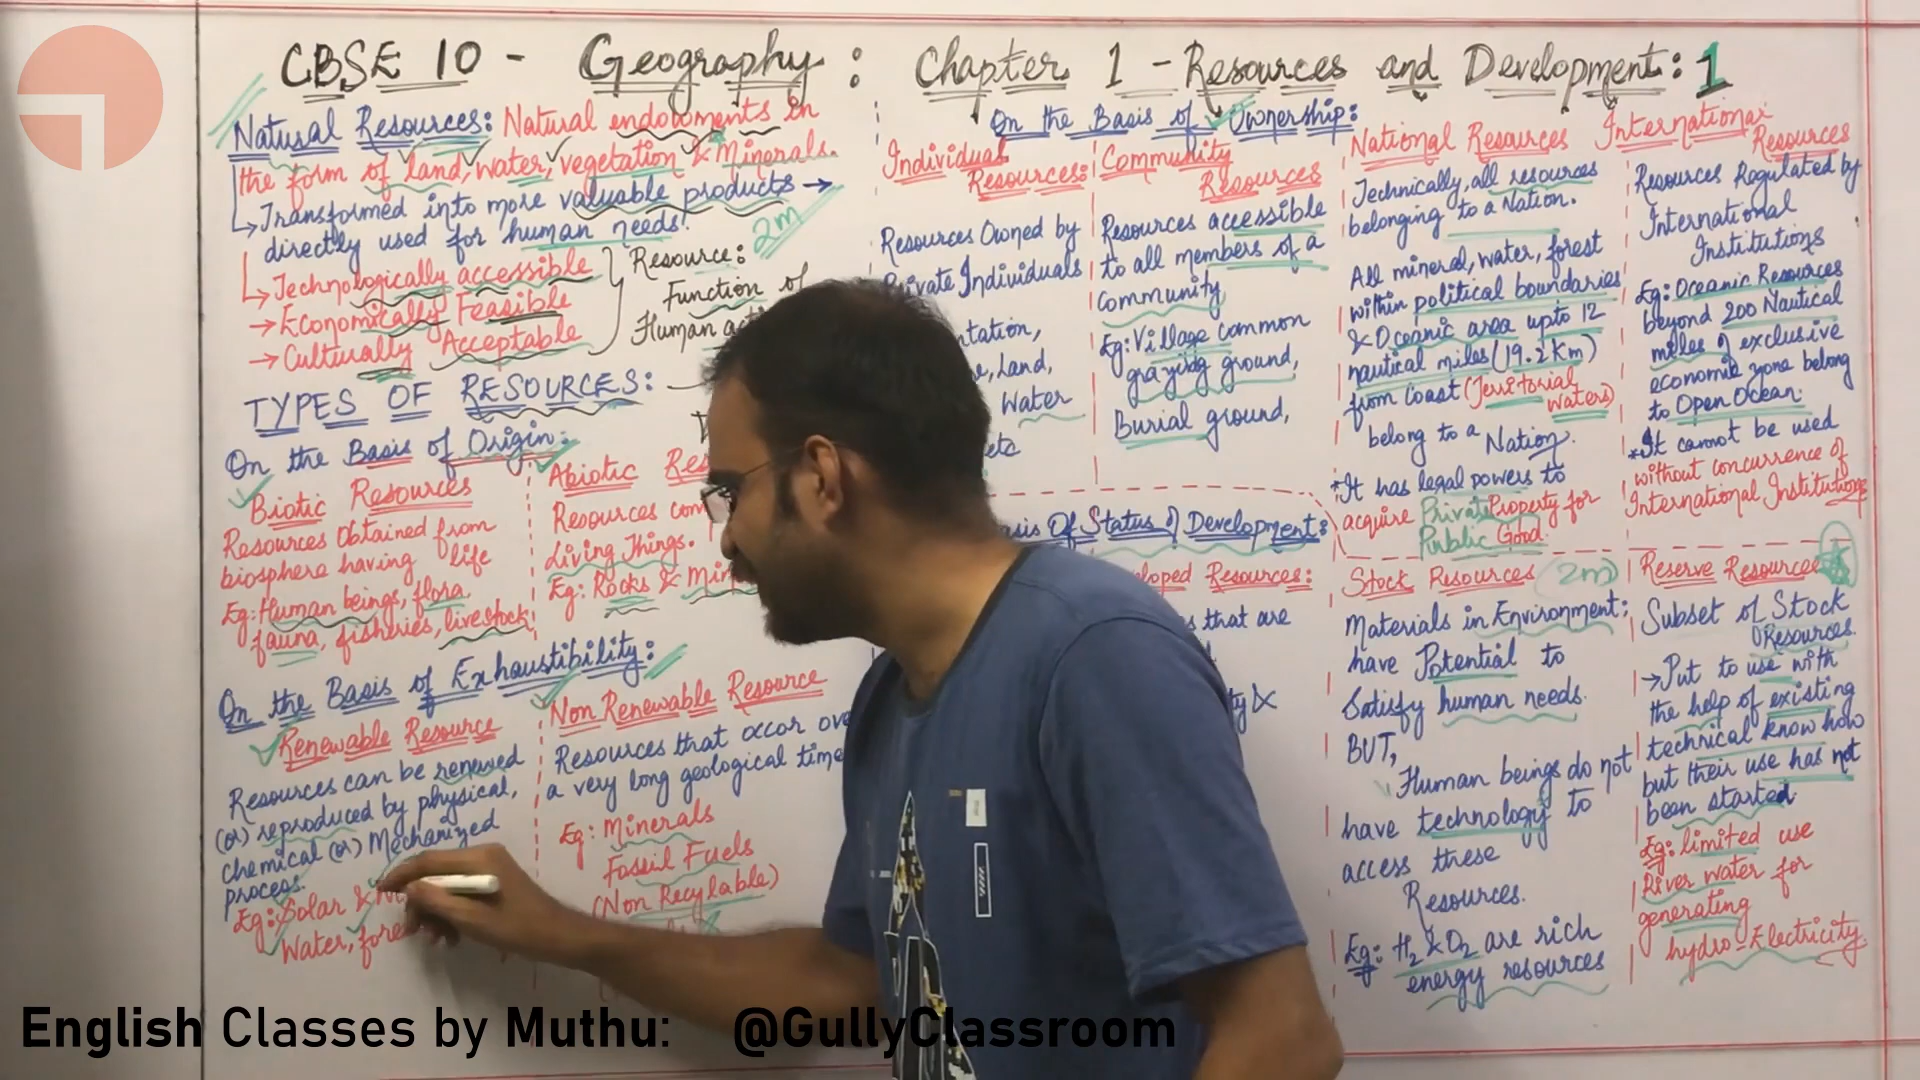 CBSE 10 - Geography : Chapter 1 - Resources and Development : 1
Natural Resources: Natural endowments in
the form of land, water, vegetation & Minerals.
Transformed into more valuable products →
directly used for human needs!
→ Technologically accessible
→ Economically Feasible
→ Culturally Acceptable
Resource:
Function of
Human
2m
TYPES OF RESOURCES:
On the Basis of Origin:
Biotic Resources
Resources Obtained from
biosphere having life
Eg: Human beings, flora,
fauna, fisheries, livestock
Abiotic
Resources
Living Things.
Eg: Rocks &
On the Basis of Exhaustibility:
Renewable Resource
Resources can be renewed
(or) reproduced by physical,
chemical (or) Mechanized
process.
Eg: Solar &
Water,
Non Renewable Resource
Resources that occur
a very long geological time
Eg: Minerals
Fossil Fuels
(Non Recylable)
On the Basis of Ownership:
Individual
Resources:
Resources Owned by
Private Individuals
Land,
Water
etc
Community
Resources
Resources accessible
to all members of a
Community
Eg: Village common
grazing ground,
Burial ground,
National Resources
Technically, all resources
belonging to a Nation.
All mineral, water, forest
within political boundaries
& Oceanic area upto 12
nautical miles (19.2 Km)
from Coast (Territorial
Waters)
belong to a Nation.
*It has legal powers to
acquire Private Property for
Public Good.
International
Resources
Resources Regulated by
International
Institutions
Eg: Oceanic Resources
beyond 200 Nautical
miles of exclusive
economic zone belong
to Open Ocean.
*It cannot be used
without concurrence of
International Institutions
Of Status of Development:
Resources:
that are
&
Stock Resources 2m
Materials in Environment;
have Potential to
Satisfy human needs.
BUT,
Human beings do not
have technology to
access these
Resources.
Eg: H2 & O2 are rich
energy resources
Reserve Resources
Subset of Stock
Resources.
→Put to use with
the help of existing
technical know how
but their use has not
been started
Eg: limited use
River water for
generating
hydro-Electricity.
English Classes by Muthu: @GullyClassroom